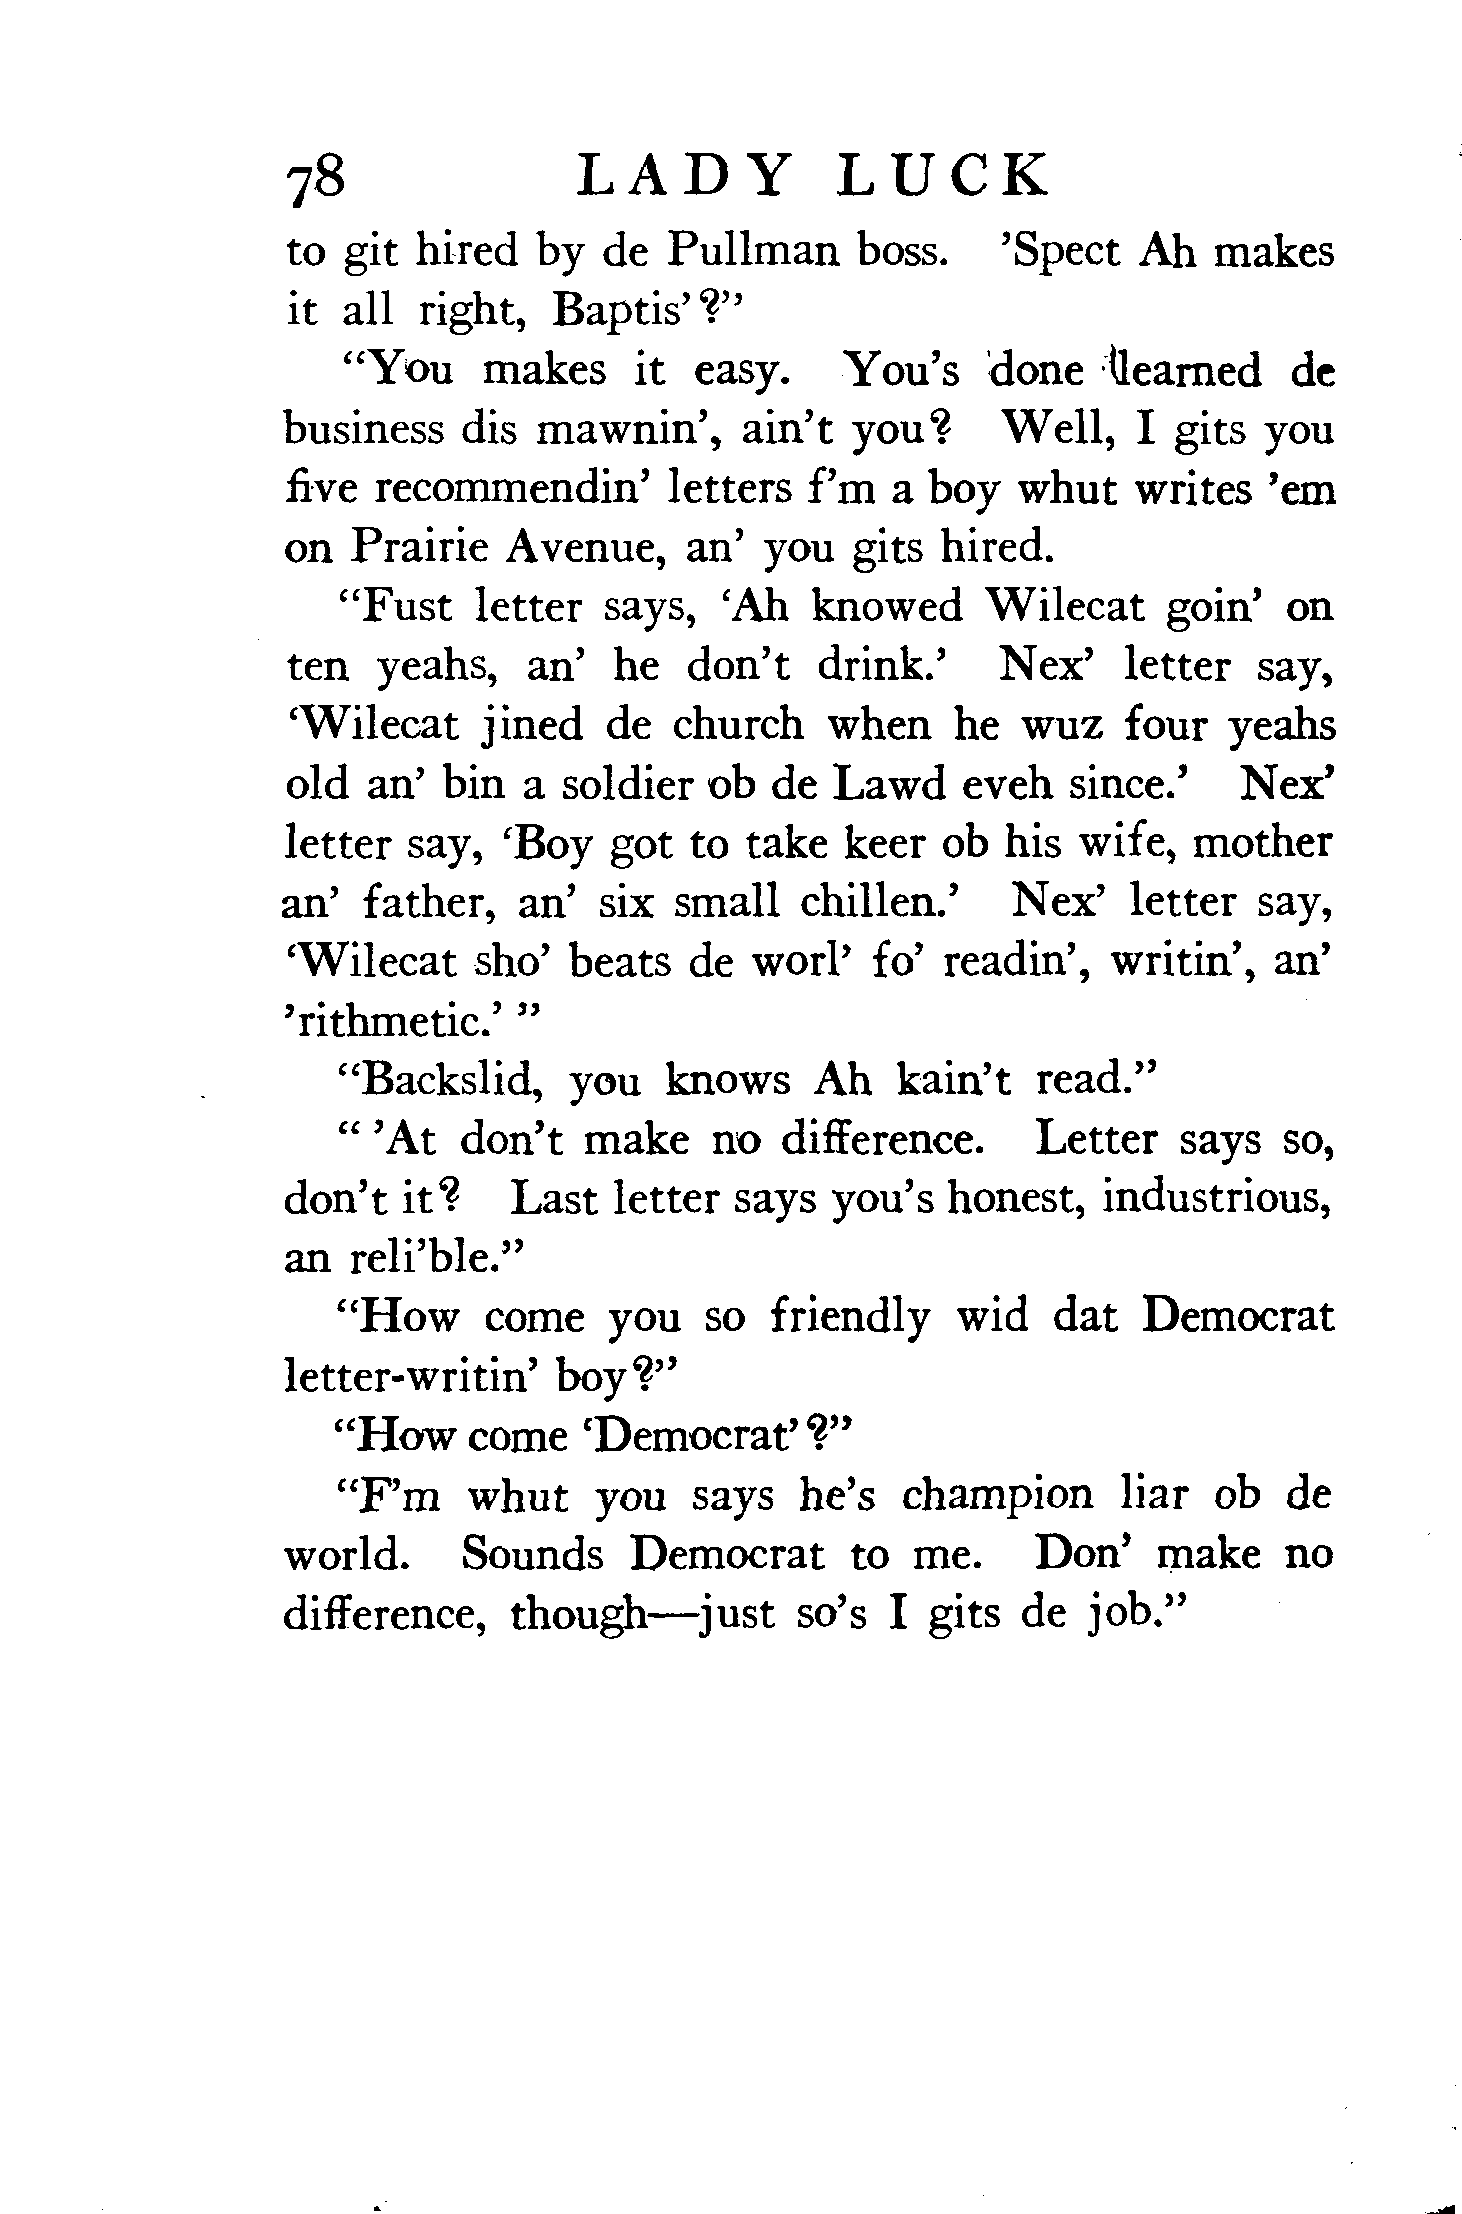 78 LADY LUCK
to git hired by de Pullman boss. ’Spect Ah makes
it all right, Baptis’?”
“You makes it easy. You’s done learned de
business dis mawnin’, ain’t you? Well, I gits you
five recommendin’ letters f’m a boy whut writes ’em
on Prairie Avenue, an’ you gits hired.
“Fust letter says, ‘Ah knowed Wilecat goin’ on
ten yeahs, an’ he don’t drink.’ Nex’ letter say,
‘Wilecat jined de church when he wuz four yeahs
old an’ bin a soldier ob de Lawd eveh since.’ Nex’
letter say, ‘Boy got to take keer ob his wife, mother
an’ father, an’ six small chillen.’ Nex’ letter say,
‘Wilecat sho’ beats de worl’ fo’ readin’, writin’, an’
’rithmetic.’ ”
“Backslid, you knows Ah kain’t read.”
“ ’At don’t make no difference. Letter says so,
don’t it? Last letter says you’s honest, industrious,
an reli’ble.”
“How come you so friendly wid dat Democrat
letter-writin’ boy?”
“How come ‘Democrat’?”
“F’m whut you says he’s champion liar ob de
world. Sounds Democrat to me. Don’ make no
difference, though—just so’s I gits de job.”